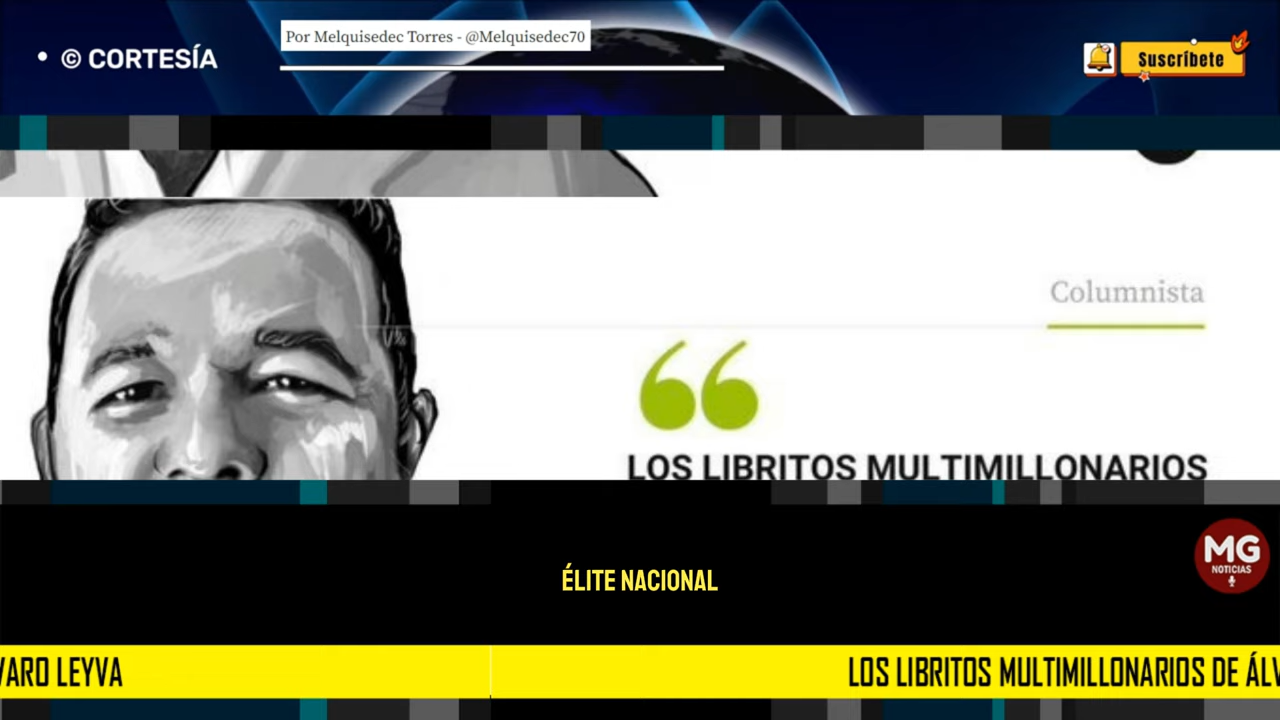 Por Melquisedec Torres - @Melquisedec70
• © CORTESÍA
Suscríbete
Columnista
“
LOS LIBRITOS MULTIMILLONARIOS
MG
NOTICIAS
ÉLITE NACIONAL
VARO LEYVA
LOS LIBRITOS MULTIMILLONARIOS DE ÁLV